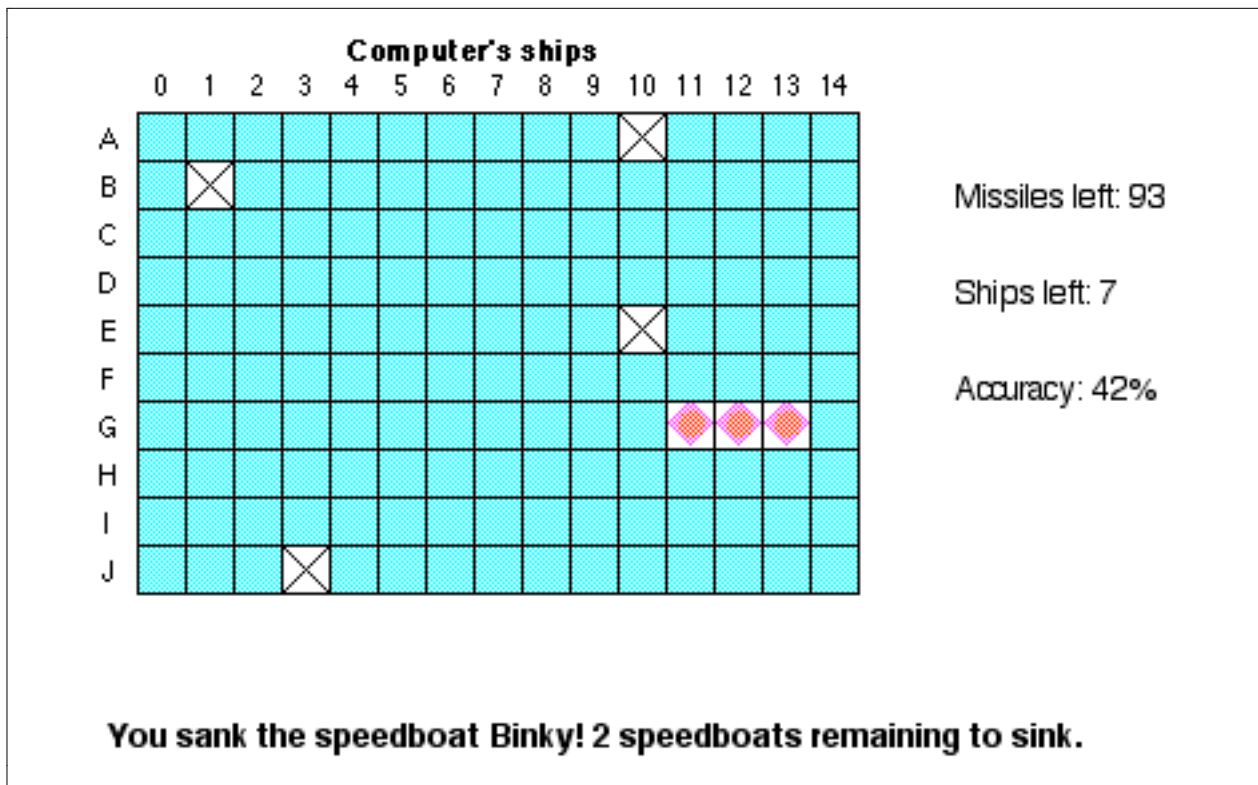 Computer's ships
0 1 2 3 4 5 6 7 8 9 10 11 12 13 14
A
B
Missiles left: 93
C
D
Ships left: 7
E
F
Accuracy: 42%
G
H
I
J
You sank the speedboat Binky! 2 speedboats remaining to sink.